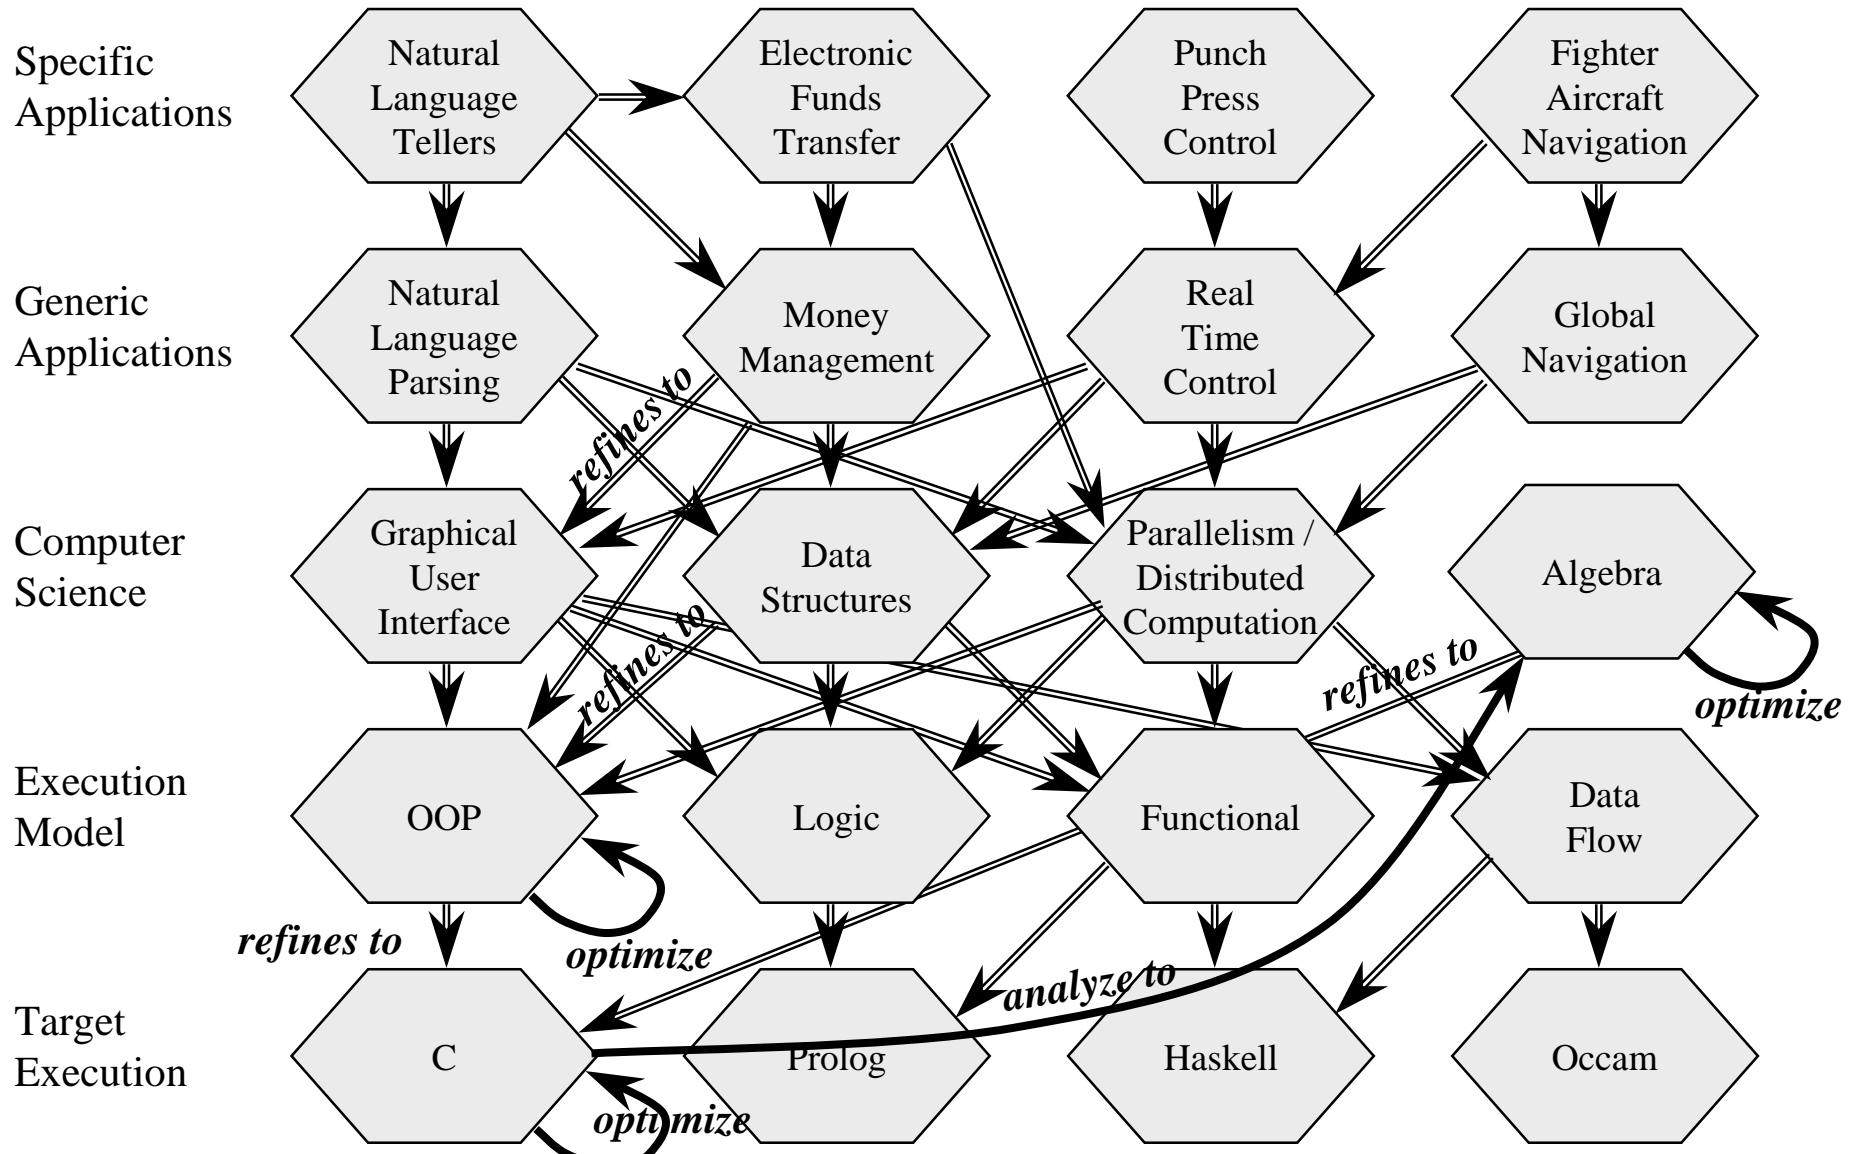 Specific
Applications
Natural
Language
Tellers
Electronic
Funds
Transfer
Punch
Press
Control
Fighter
Aircraft
Navigation
Generic
Applications
Natural
Language
Parsing
Money
Management
Real
Time
Control
Global
Navigation
refines to
Computer
Science
Graphical
User
Interface
Data
Structures
Parallelism /
Distributed
Computation
Algebra
refines to
refines to
optimize
Execution
Model
OOP
Logic
Functional
Data
Flow
refines to
optimize
analyze to
Target
Execution
C
Prolog
Haskell
Occam
optimize